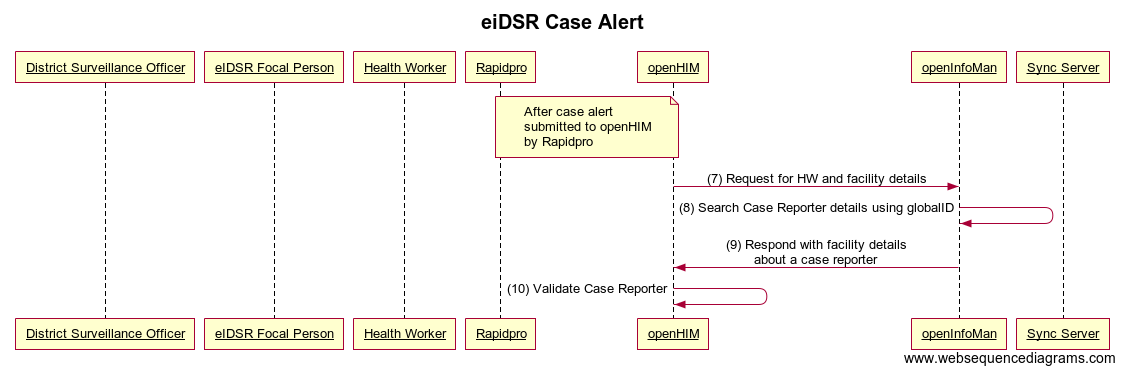 eiDSR Case Alert
District Surveillance Officer
eIDSR Focal Person
Health Worker
Rapidpro
openHIM
openInfoMan
Sync Server
After case alert
submitted to openHIM
by Rapidpro
(7) Request for HW and facility details
(8) Search Case Reporter details using globalID
(9) Respond with facility details
about a case reporter
(10) Validate Case Reporter
District Surveillance Officer
eIDSR Focal Person
Health Worker
Rapidpro
openHIM
openInfoMan
Sync Server
www.websequencediagrams.com